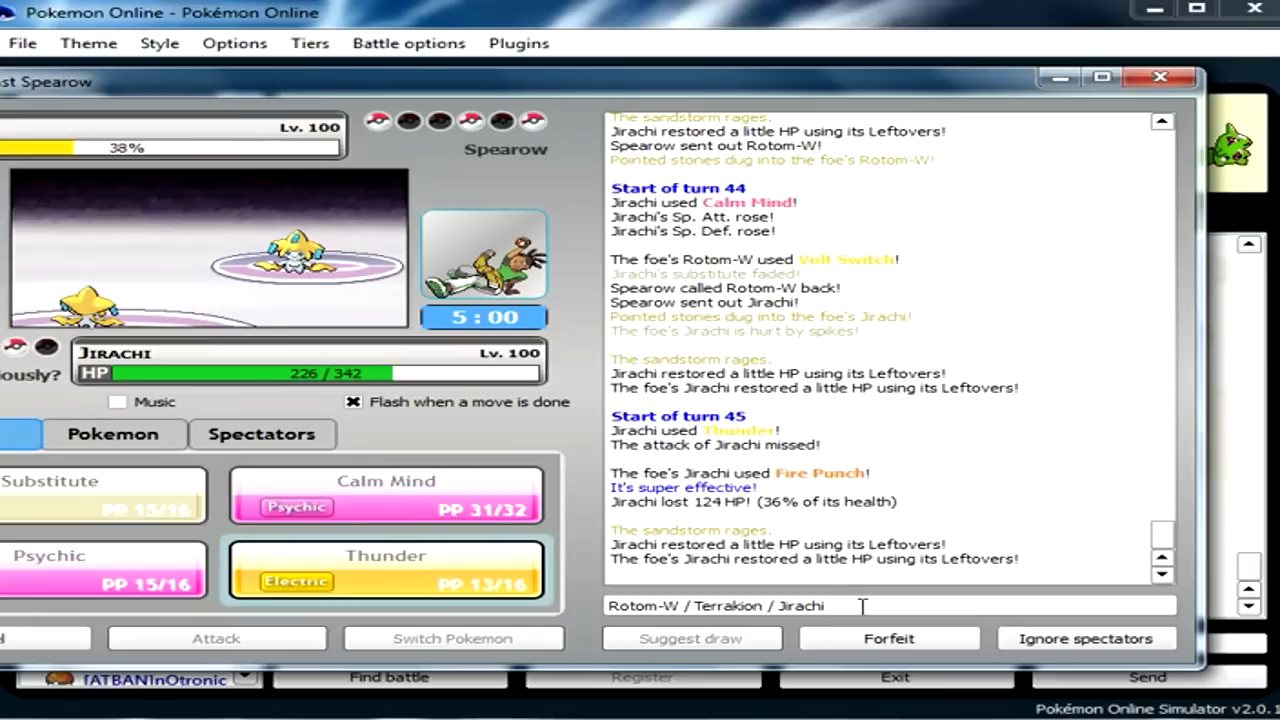 Pokemon Online - Pokémon Online
File Theme Style Options Tiers Battle options Plugins
st Spearow
Lv. 100
38%
Spearow
5:00
JIRACHI Lv. 100
HP 226 / 342
iously?
Music Flash when a move is done
Pokemon Spectators
Substitute
PP 15/16
Calm Mind
Psychic PP 31/32
Psychic
PP 15/16
Thunder
Electric PP 13/16
Attack Switch Pokemon
The sandstorm rages.
Jirachi restored a little HP using its Leftovers!
Spearow sent out Rotom-W!
Pointed stones dug into the foe's Rotom-W!
Start of turn 44
Jirachi used Calm Mind!
Jirachi's Sp. Att. rose!
Jirachi's Sp. Def. rose!
The foe's Rotom-W used Volt Switch!
Jirachi's substitute faded!
Spearow called Rotom-W back!
Spearow sent out Jirachi!
Pointed stones dug into the foe's Jirachi!
The foe's Jirachi is hurt by spikes!
The sandstorm rages.
Jirachi restored a little HP using its Leftovers!
The foe's Jirachi restored a little HP using its Leftovers!
Start of turn 45
Jirachi used Thunder!
The attack of Jirachi missed!
The foe's Jirachi used Fire Punch!
It's super effective!
Jirachi lost 124 HP! (36% of its health)
The sandstorm rages.
Jirachi restored a little HP using its Leftovers!
The foe's Jirachi restored a little HP using its Leftovers!
Rotom-W / Terrakion / Jirachi
Suggest draw Forfeit Ignore spectators
Find battle Register Exit Send
Pokémon Online Simulator v2.0.